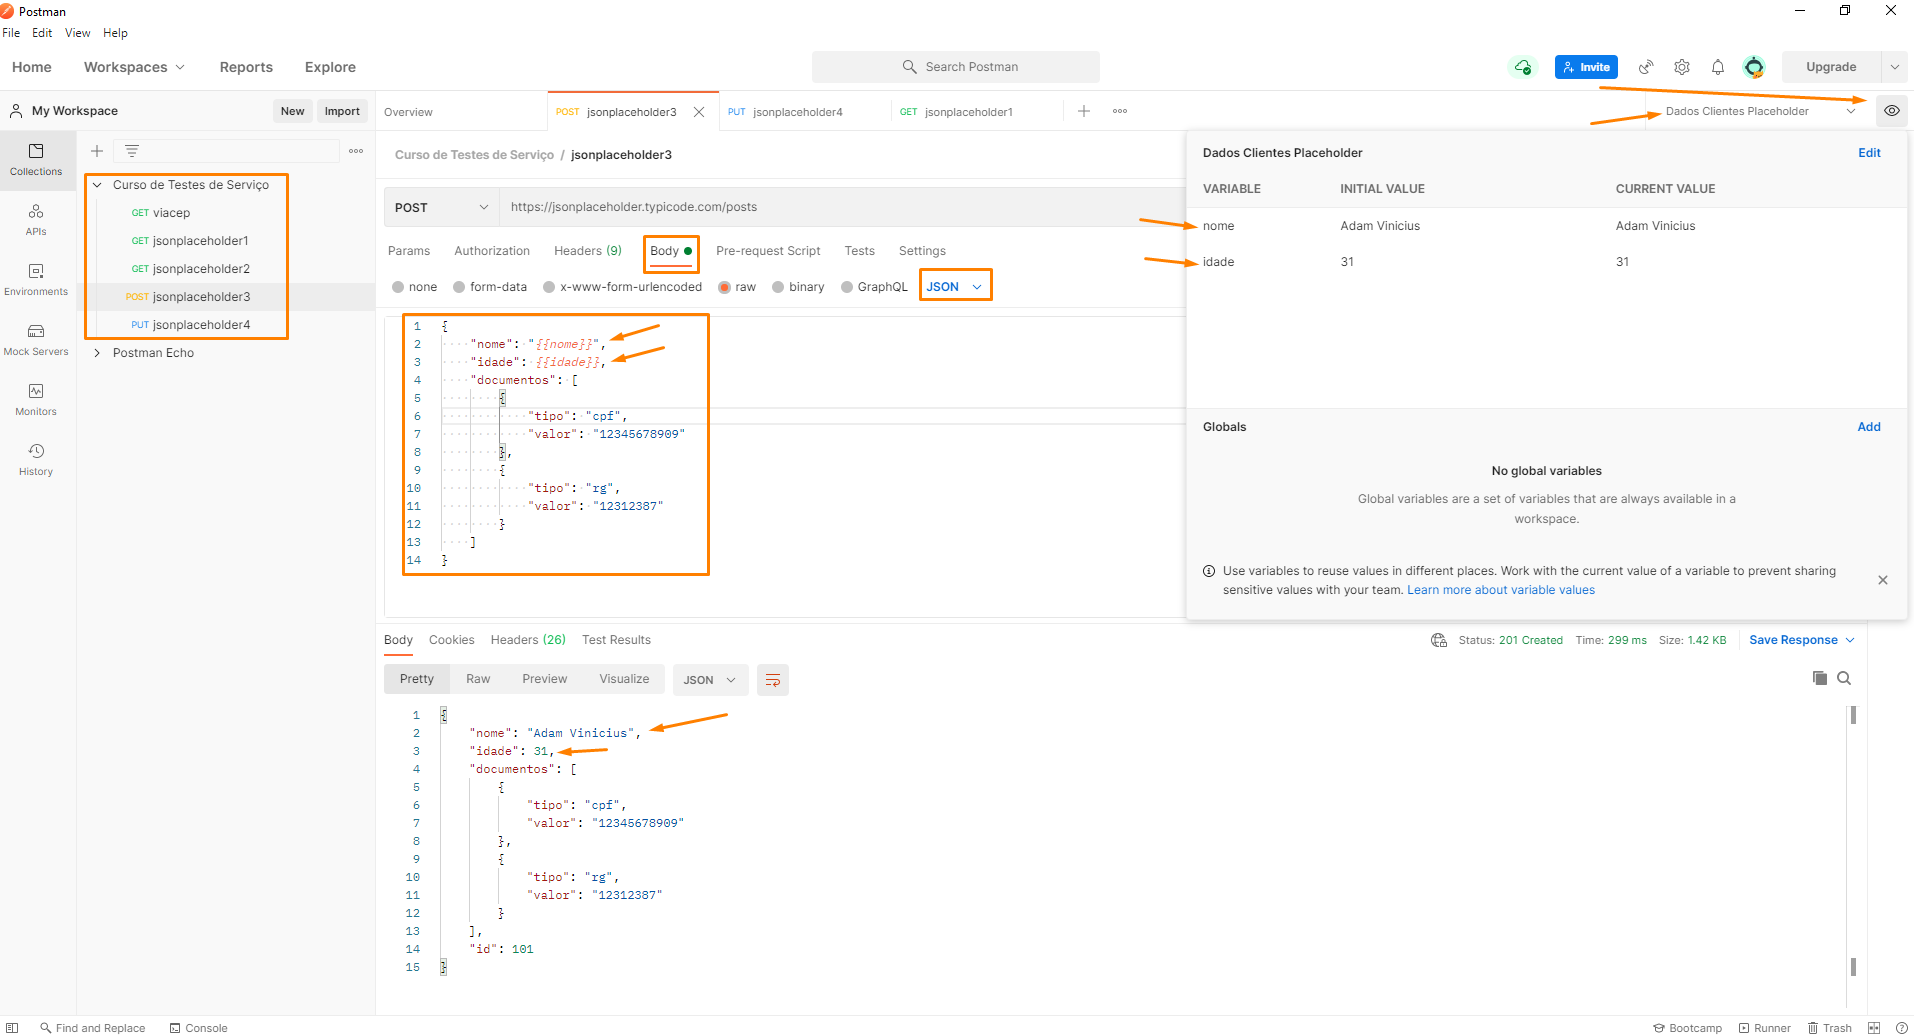 Postman
File Edit View Help
Home Workspaces Reports Explore
Search Postman
Invite
Upgrade
My Workspace
New Import
Overview
POST jsonplaceholder3
PUT jsonplaceholder4
GET jsonplaceholder1
Dados Clientes Placeholder
Collections
APIs
Environments
Mock Servers
Monitors
History
Curso de Testes de Serviço
GET viacep
GET jsonplaceholder1
GET jsonplaceholder2
POST jsonplaceholder3
PUT jsonplaceholder4
Postman Echo
Curso de Testes de Serviço / jsonplaceholder3
POST https://jsonplaceholder.typicode.com/posts
Params Authorization Headers (9) Body Pre-request Script Tests Settings
none form-data x-www-form-urlencoded raw binary GraphQL JSON
1 {
2 "nome": "{{nome}}",
3 "idade": {{idade}},
4 "documentos": [
5 {
6 "tipo": "cpf",
7 "valor": "12345678909"
8 },
9 {
10 "tipo": "rg",
11 "valor": "12312387"
12 }
13 ]
14 }
Dados Clientes Placeholder Edit
VARIABLE INITIAL VALUE CURRENT VALUE
nome Adam Vinicius Adam Vinicius
idade 31 31
Globals Add
No global variables
Global variables are a set of variables that are always available in a
workspace.
Use variables to reuse values in different places. Work with the current value of a variable to prevent sharing
sensitive values with your team. Learn more about variable values
Body Cookies Headers (26) Test Results
Status: 201 Created Time: 299 ms Size: 1.42 KB Save Response
Pretty Raw Preview Visualize JSON
1 {
2 "nome": "Adam Vinicius",
3 "idade": 31,
4 "documentos": [
5 {
6 "tipo": "cpf",
7 "valor": "12345678909"
8 },
9 {
10 "tipo": "rg",
11 "valor": "12312387"
12 }
13 ],
14 "id": 101
15 }
Find and Replace Console
Bootcamp Runner Trash